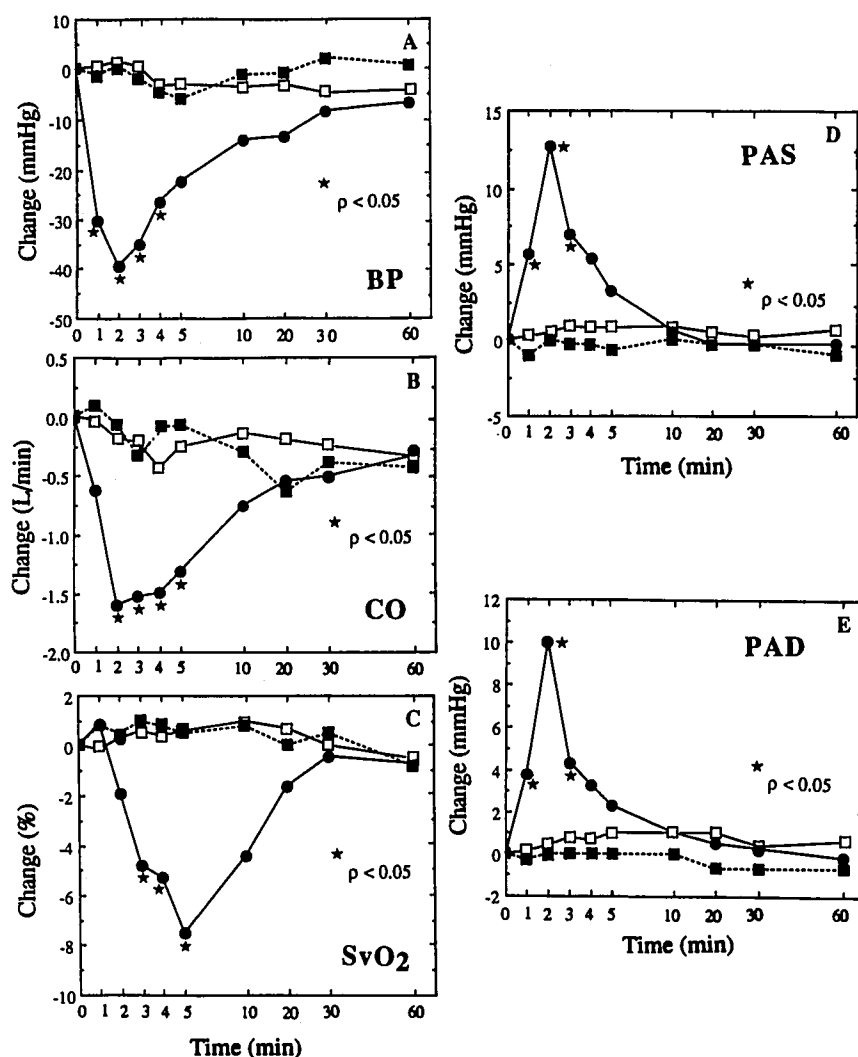 A
10
0
-10
-20
-30
-40
-50
Change (mmHg)
★ ρ < 0.05
BP
0 1 2 3 4 5 10 20 30 60
B
0.5
0.0
-0.5
-1.0
-1.5
-2.0
Change (L/min)
★ ρ < 0.05
CO
0 1 2 3 4 5 10 20 30 60
C
2
0
-2
-4
-6
-8
-10
Change (%)
★ ρ < 0.05
SvO2
0 1 2 3 4 5 10 20 30 60
Time (min)
D
PAS
15
12.5
10
7.5
5
2.5
0
-5
Change (mmHg)
★ ρ < 0.05
0 1 2 3 4 5 10 20 30 60
Time (min)
E
PAD
12
10
8
6
4
2
0
-2
Change (mmHg)
★ ρ < 0.05
0 1 2 3 4 5 10 20 30 60
Time (min)